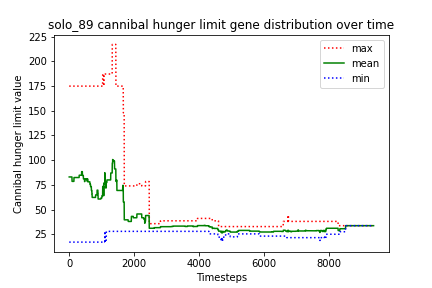 solo_89 cannibal hunger limit gene distribution over time
225
200
175
150
125
100
75
50
25
Cannibal hunger limit value
max
mean
min
0
2000
4000
6000
8000
Timesteps